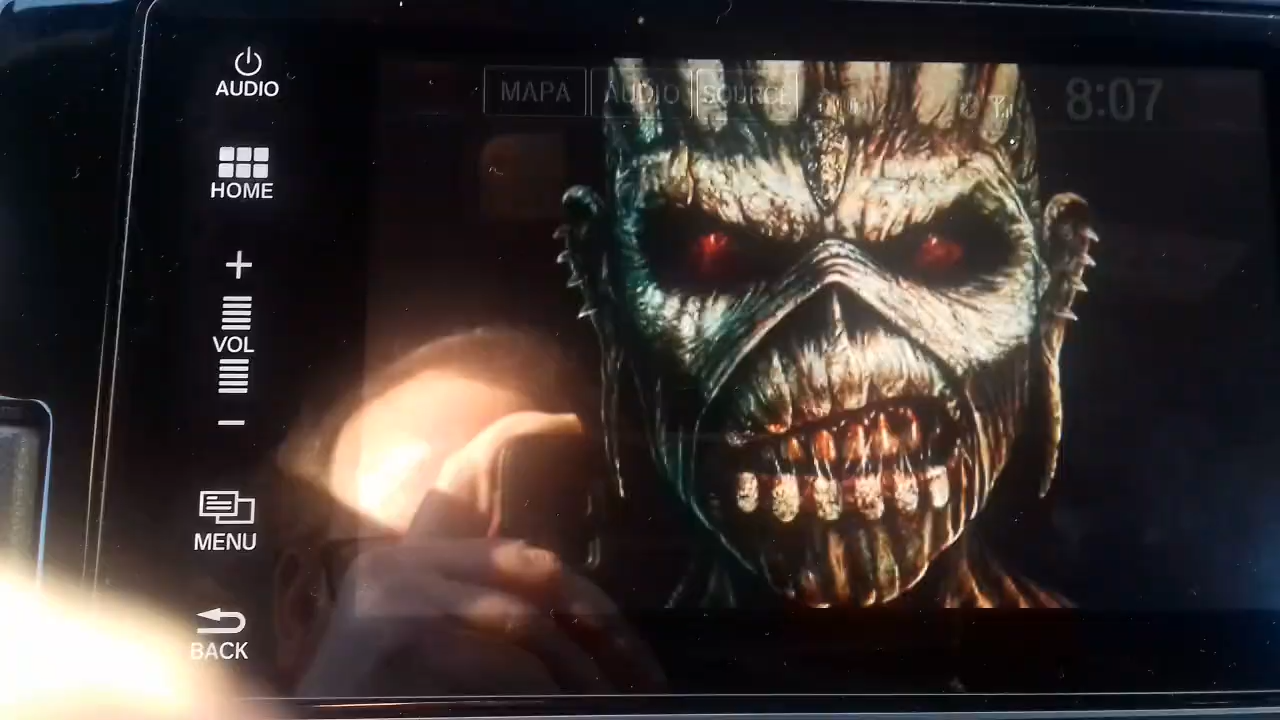 AUDIO
MAPA AUDIO SOURCE 8:07
HOME
+
VOL
−
MENU
BACK